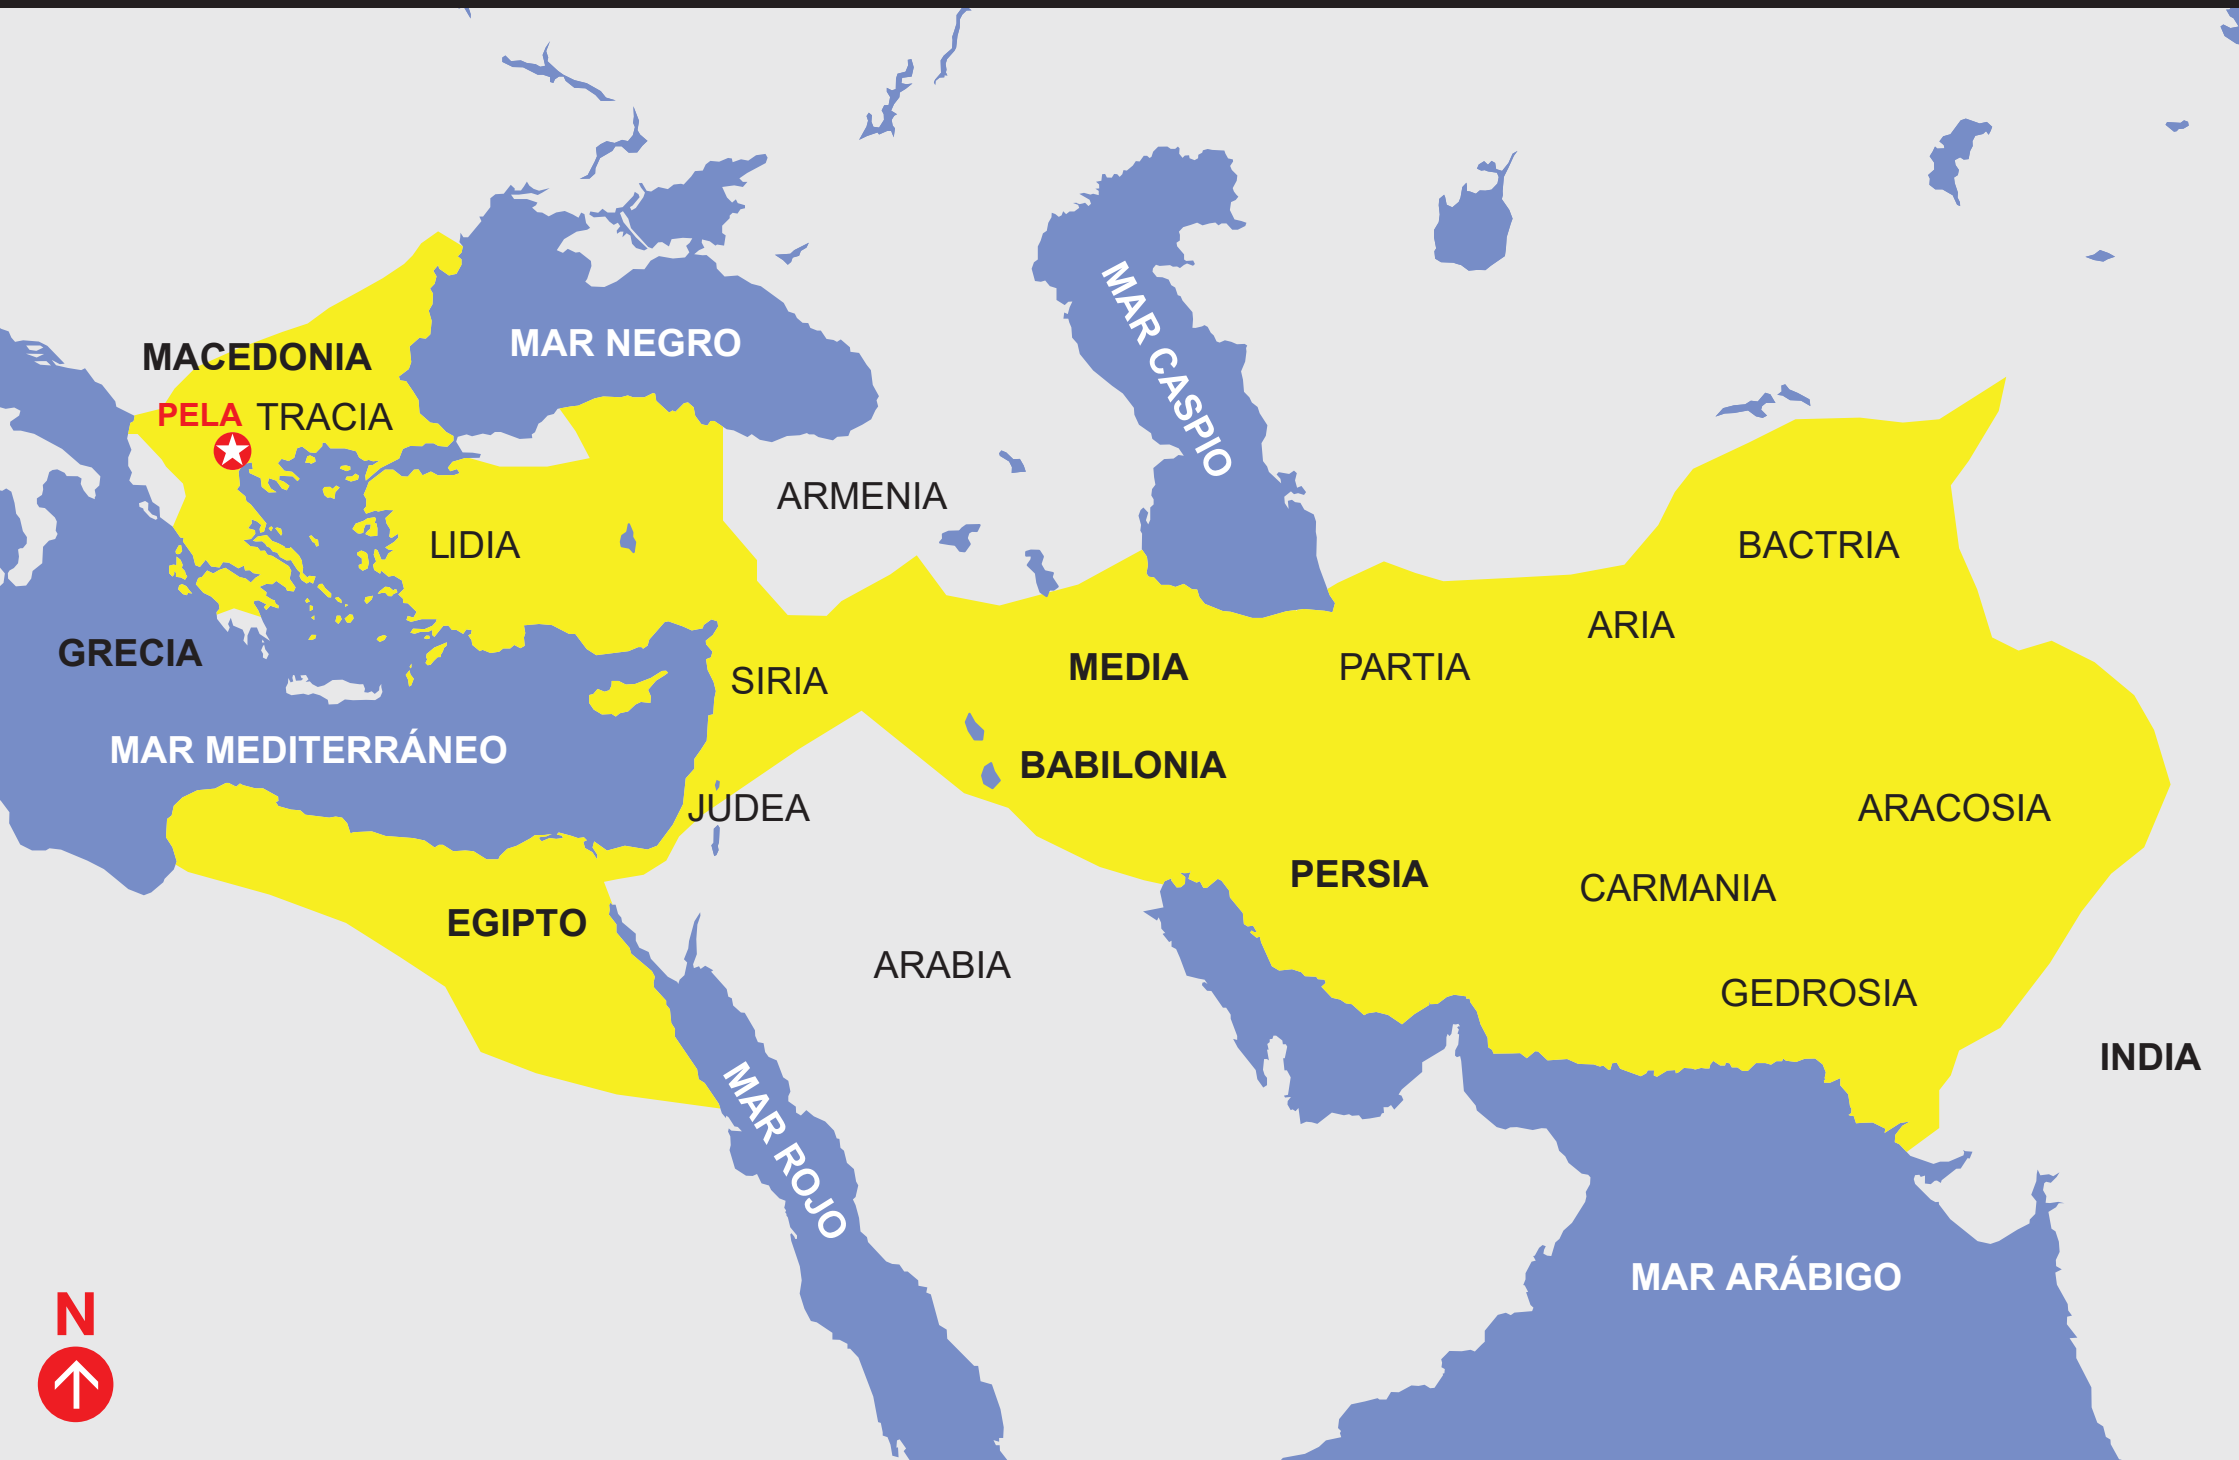 MAR NEGRO
MAR CASPIO
MACEDONIA
PELA
TRACIA
ARMENIA
LIDIA
BACTRIA
ARIA
GRECIA
SIRIA
MEDIA
PARTIA
MAR MEDITERRÁNEO
BABILONIA
JUDEA
ARACOSIA
PERSIA
CARMANIA
EGIPTO
ARABIA
GEDROSIA
INDIA
MAR ROJO
MAR ARÁBIGO
N